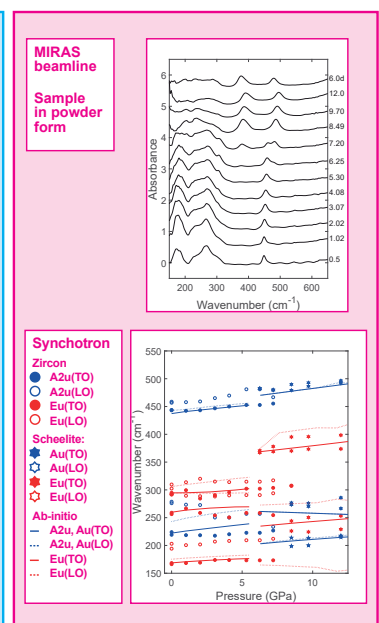 MIRAS
beamline
Sample
in powder
form
Absorbance
6
5
4
3
2
1
0
6.0d
12.0
9.70
8.49
7.20
6.25
5.30
4.08
3.07
2.02
1.02
0.5
200 300 400 500 600
Wavenumber (cm⁻¹)
Synchotron
Zircon
A2u(TO)
A2u(LO)
Eu(TO)
Eu(LO)
Scheelite:
Au(TO)
Au(LO)
Eu(TO)
Eu(LO)
Ab-initio
A2u, Au(TO)
A2u, Au(LO)
Eu(TO)
Eu(LO)
Wavenumber (cm⁻¹)
550
500
450
400
350
300
250
200
150
0 5 10
Pressure (GPa)